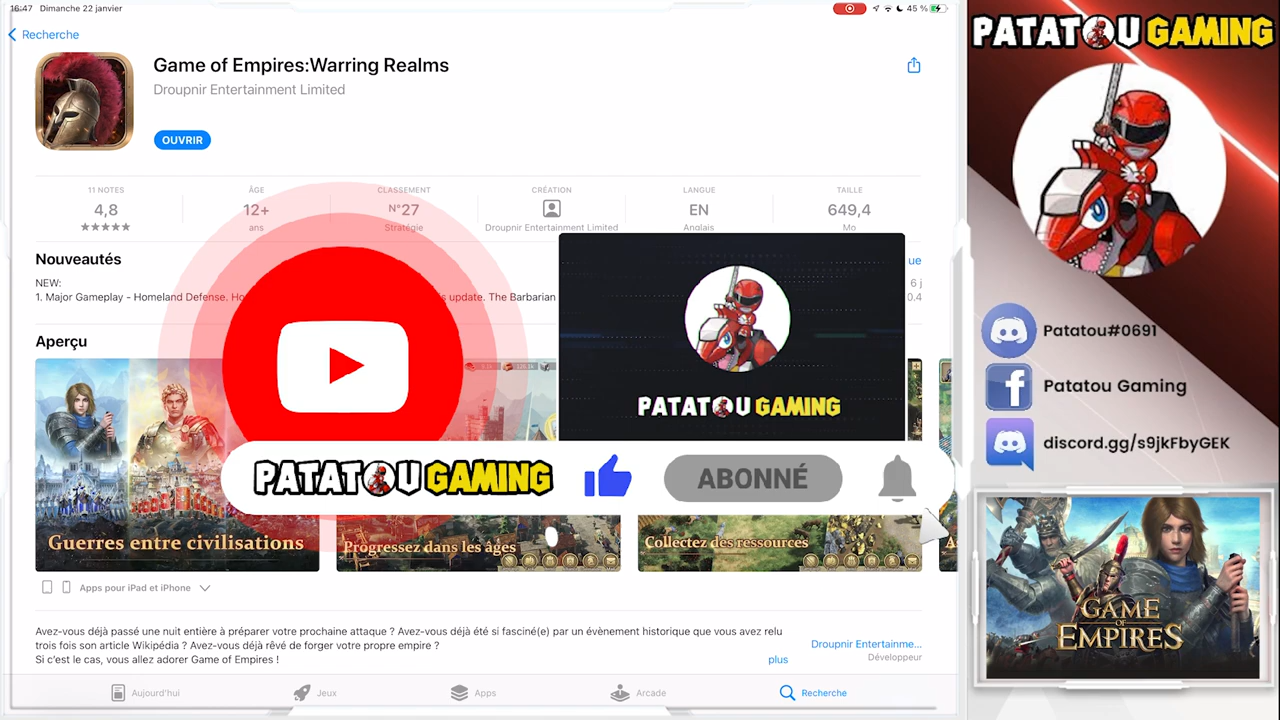 16:47 Dimanche 22 janvier
45 %
Recherche
Game of Empires:Warring Realms
Droupnir Entertainment Limited
OUVRIR
11 NOTES
4,8
ÂGE
12+
ans
CLASSEMENT
N°27
Stratégie
CRÉATION
Droupnir Entertainment Limited
LANGUE
EN
Anglais
TAILLE
649,4
Mo
Nouveautés
ue
NEW:
6 j
1. Major Gameplay - Homeland Defense.
s update. The Barbarian
0.4
Aperçu
Guerres entre civilisations
Progressez dans les âges
Collectez des ressources
PATATOU GAMING
PATATOU GAMING
ABONNÉ
Apps pour iPad et iPhone
Avez-vous déjà passé une nuit entière à préparer votre prochaine attaque ? Avez-vous déjà été si fasciné(e) par un évènement historique que vous avez relu
trois fois son article Wikipédia ? Avez-vous déjà rêvé de forger votre propre empire ?
Si c'est le cas, vous allez adorer Game of Empires !
plus
Droupnir Entertainme...
Développeur
Aujourd'hui
Jeux
Apps
Arcade
Recherche
PATATOU GAMING
Patatou#0691
Patatou Gaming
discord.gg/s9jkFbyGEK
GAME
OF
EMPIRES